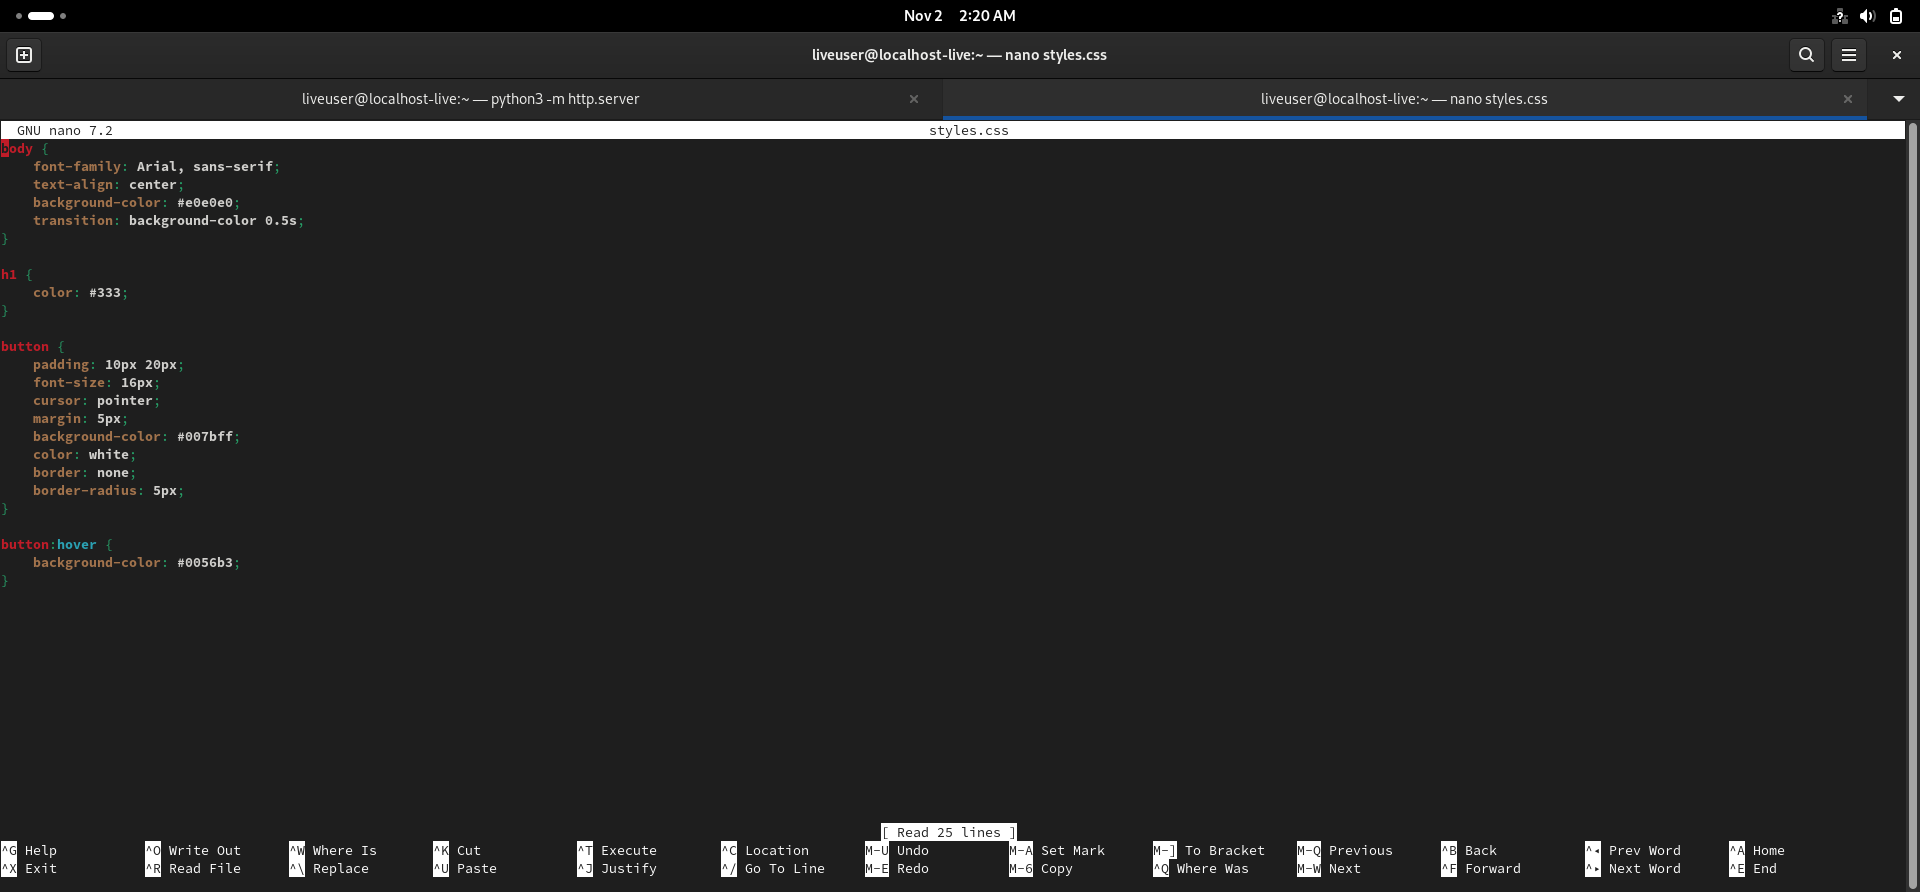 Nov 2 2:20 AM
liveuser@localhost-live:~ — nano styles.css
liveuser@localhost-live:~ — python3 -m http.server
liveuser@localhost-live:~ — nano styles.css
GNU nano 7.2 styles.css
body {
    font-family: Arial, sans-serif;
    text-align: center;
    background-color: #e0e0e0;
    transition: background-color 0.5s;
}
h1 {
    color: #333;
}
button {
    padding: 10px 20px;
    font-size: 16px;
    cursor: pointer;
    margin: 5px;
    background-color: #007bff;
    color: white;
    border: none;
    border-radius: 5px;
}
button:hover {
    background-color: #0056b3;
}
[ Read 25 lines ]
^G Help ^O Write Out ^W Where Is ^K Cut ^T Execute ^C Location M-U Undo M-A Set Mark M-] To Bracket M-Q Previous ^B Back ^◂ Prev Word ^A Home
^X Exit ^R Read File ^\ Replace ^U Paste ^J Justify ^/ Go To Line M-E Redo M-6 Copy ^Q Where Was M-W Next ^F Forward ^▸ Next Word ^E End